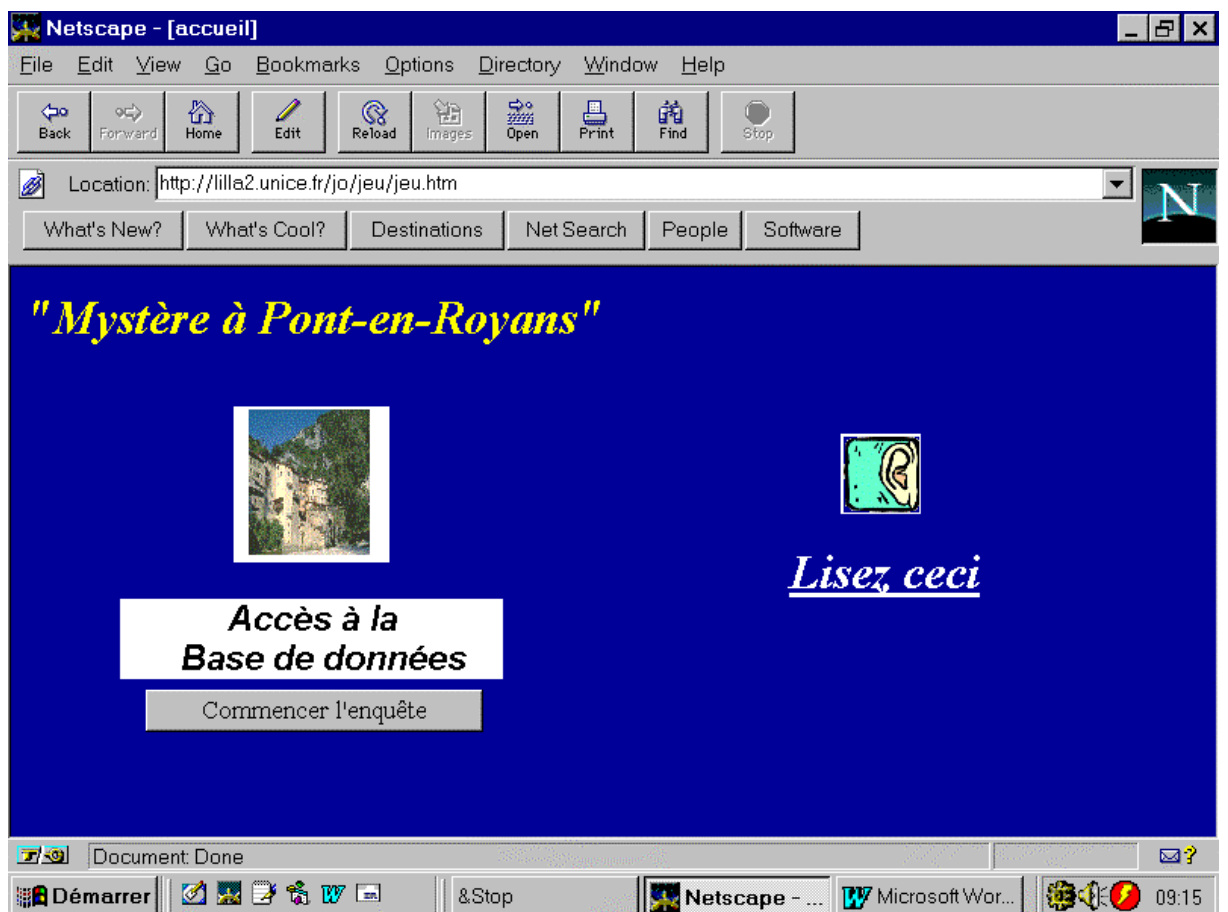 Netscape - [accueil]
File Edit View Go Bookmarks Options Directory Window Help
Back Forward Home Edit Reload Images Open Print Find Stop
Location: http://lilla2.unice.fr/jo/jeu/jeu.htm
N
What's New? What's Cool? Destinations Net Search People Software
"Mystère à Pont-en-Royans"
Lisez ceci
Accès à la
Base de données
Commencer l'enquête
Document: Done
Démarrer &Stop Netscape - ... Microsoft Wor... 09:15